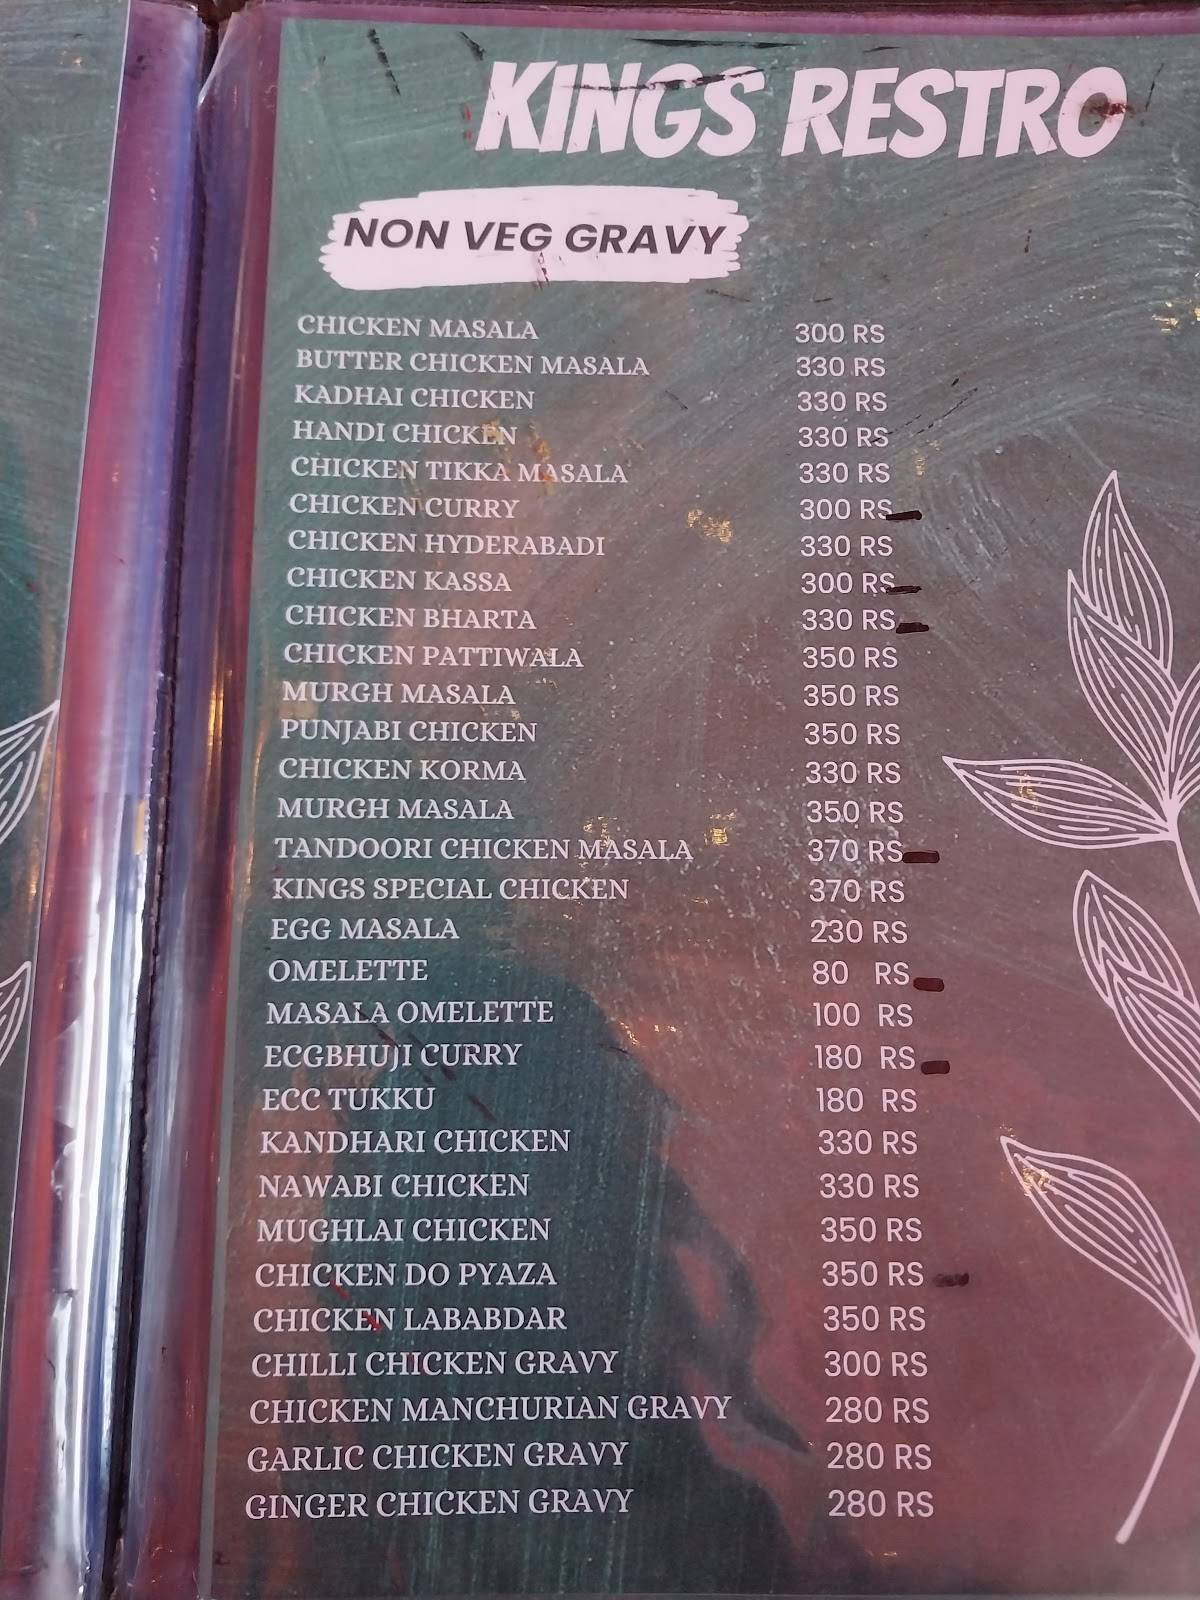 KINGS RESTRO
NON VEG GRAVY
CHICKEN MASALA 300 RS
BUTTER CHICKEN MASALA 330 RS
KADHAI CHICKEN 330 RS
HANDI CHICKEN 330 RS
CHICKEN TIKKA MASALA 330 RS
CHICKEN CURRY 300 RS
CHICKEN HYDERABADI 330 RS
CHICKEN KASSA 300 RS
CHICKEN BHARTA 330 RS
CHICKEN PATTIWALA 350 RS
MURGH MASALA 350 RS
PUNJABI CHICKEN 350 RS
CHICKEN KORMA 330 RS
MURGH MASALA 350 RS
TANDOORI CHICKEN MASALA 370 RS
KINGS SPECIAL CHICKEN 370 RS
EGG MASALA 230 RS
OMELETTE 80 RS
MASALA OMELETTE 100 RS
ECGBHUJI CURRY 180 RS
ECC TUKKU 180 RS
KANDHARI CHICKEN 330 RS
NAWABI CHICKEN 330 RS
MUGHLAI CHICKEN 350 RS
CHICKEN DO PYAZA 350 RS
CHICKEN LABABDAR 350 RS
CHILLI CHICKEN GRAVY 300 RS
CHICKEN MANCHURIAN GRAVY 280 RS
GARLIC CHICKEN GRAVY 280 RS
GINGER CHICKEN GRAVY 280 RS